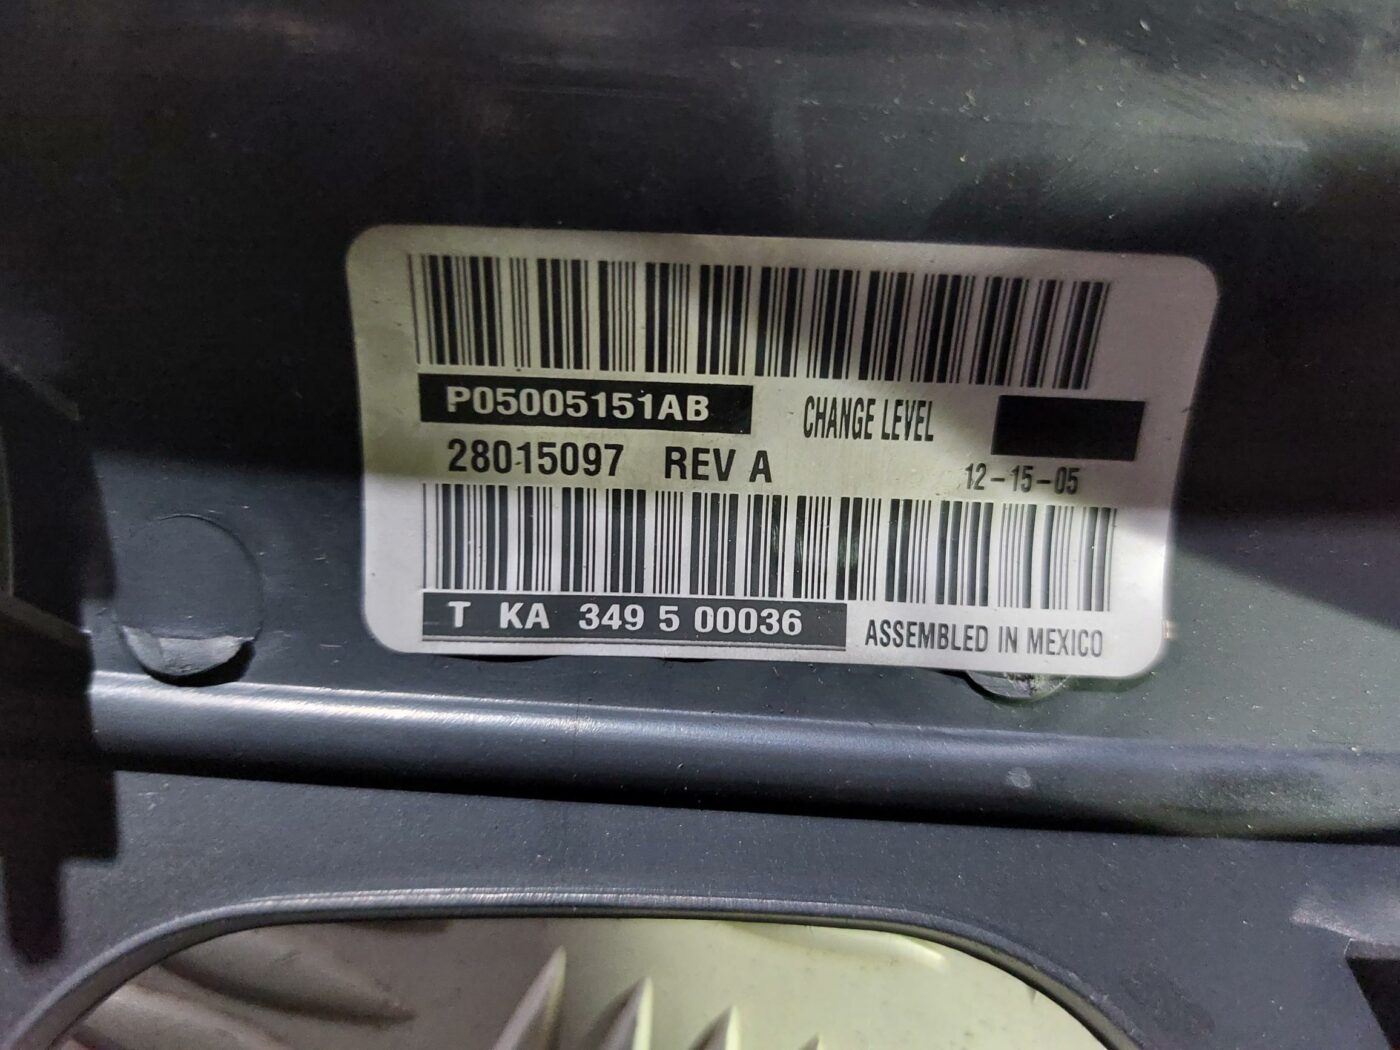 P05005151AB
CHANGE LEVEL
28015097 REV A
12-15-05
T KA 349 5 00036
ASSEMBLED IN MEXICO